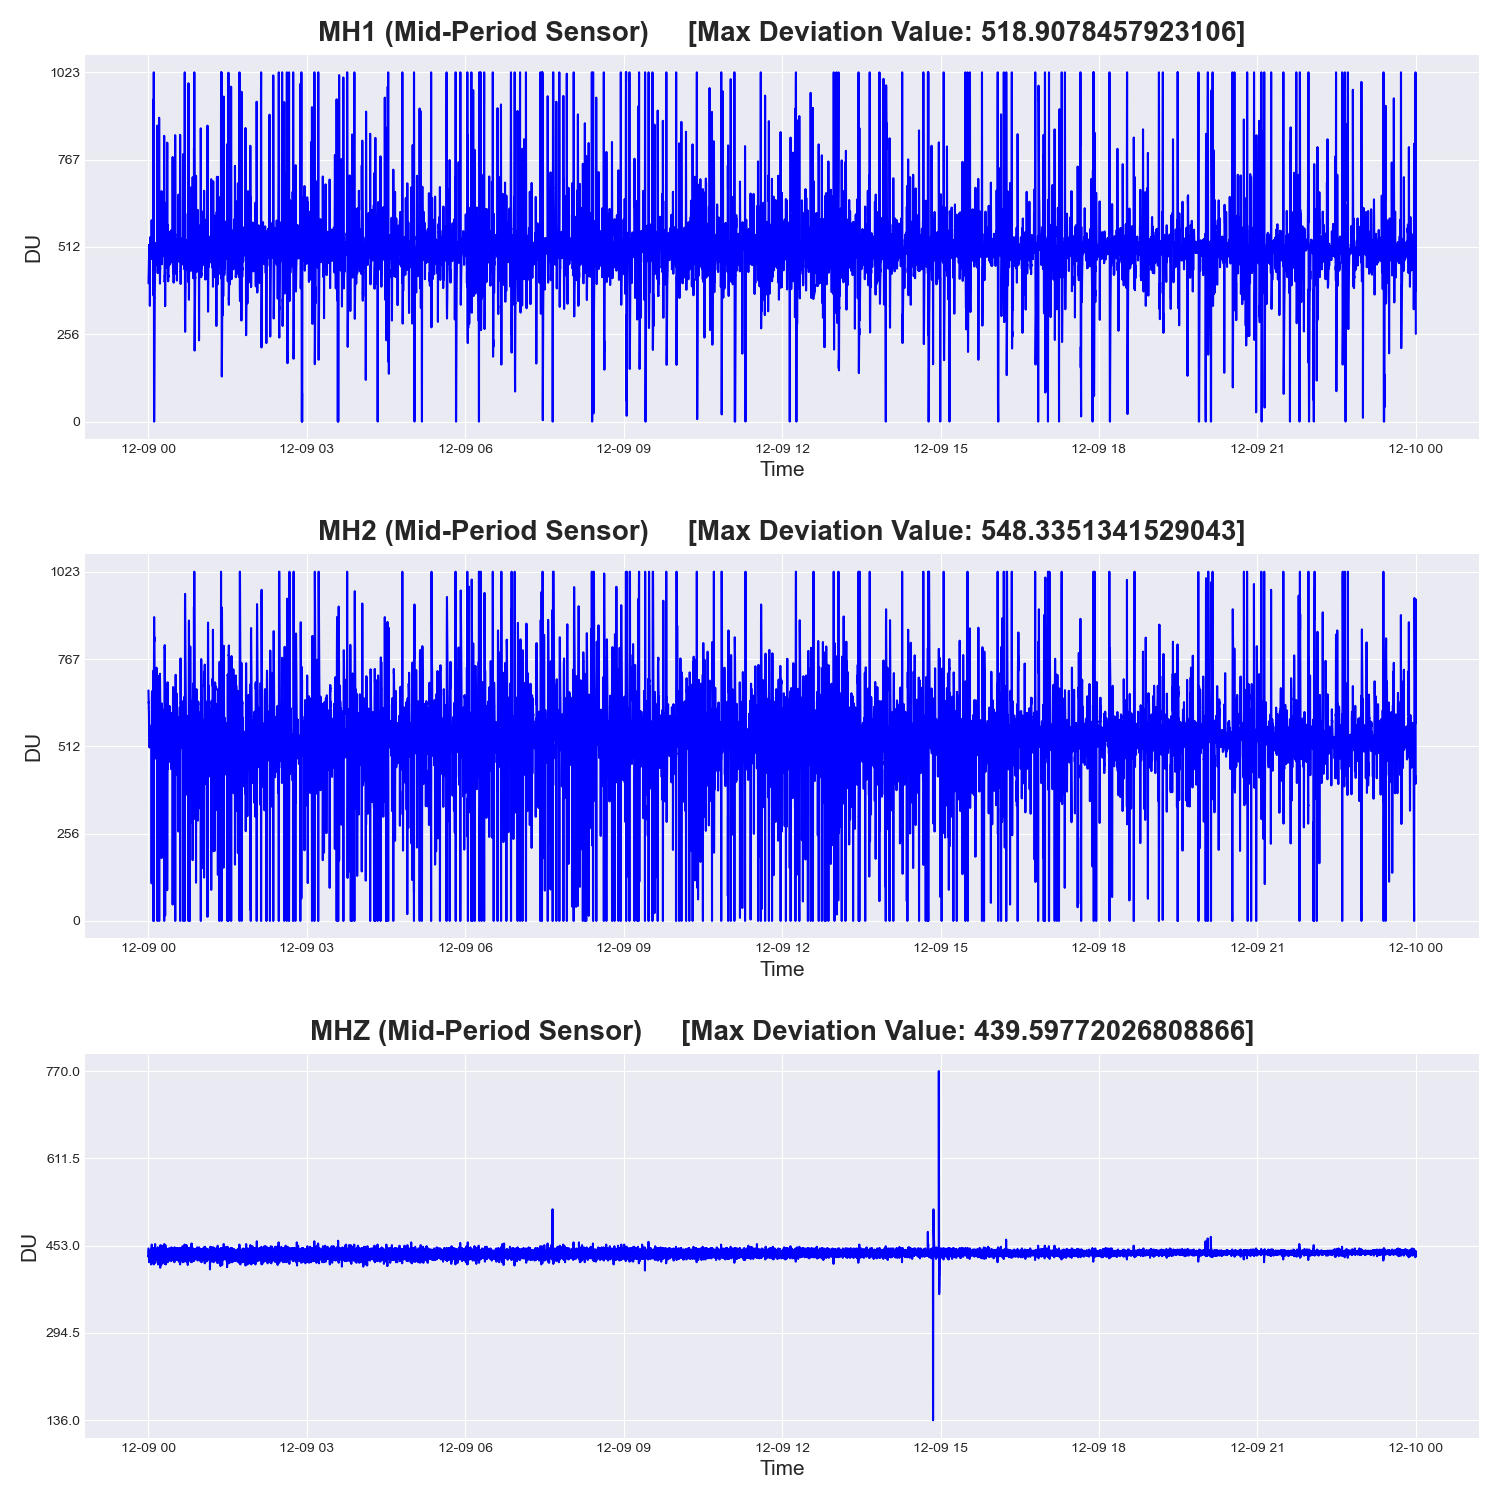 MH1 (Mid-Period Sensor) [Max Deviation Value: 518.9078457923106]
1023
767
512
256
0
DU
12-09 00 12-09 03 12-09 06 12-09 09 12-09 12 12-09 15 12-09 18 12-09 21 12-10 00
Time
MH2 (Mid-Period Sensor) [Max Deviation Value: 548.3351341529043]
1023
767
512
256
0
DU
12-09 00 12-09 03 12-09 06 12-09 09 12-09 12 12-09 15 12-09 18 12-09 21 12-10 00
Time
MHZ (Mid-Period Sensor) [Max Deviation Value: 439.59772026808866]
770.0
611.5
453.0
294.5
136.0
DU
12-09 00 12-09 03 12-09 06 12-09 09 12-09 12 12-09 15 12-09 18 12-09 21 12-10 00
Time